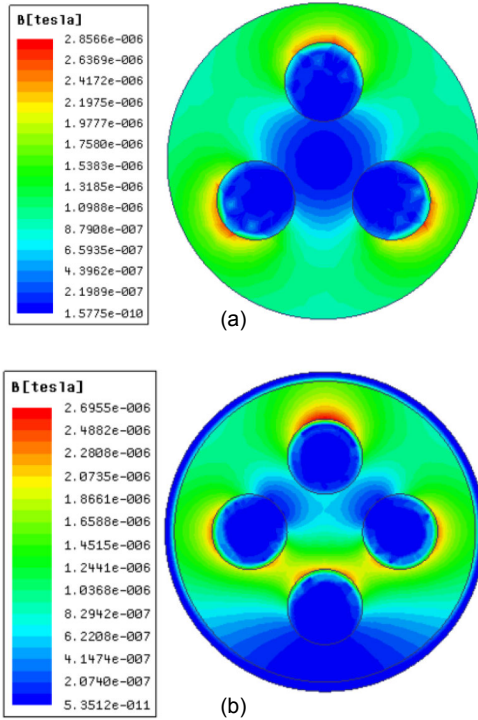 B[tesla]
2.8566e-006
2.6369e-006
2.4172e-006
2.1975e-006
1.9777e-006
1.7580e-006
1.5383e-006
1.3185e-006
1.0988e-006
8.7908e-007
6.5935e-007
4.3962e-007
2.1989e-007
1.5775e-010
(a)
B[tesla]
2.6955e-006
2.4882e-006
2.2808e-006
2.0735e-006
1.8661e-006
1.6588e-006
1.4515e-006
1.2441e-006
1.0368e-006
8.2942e-007
6.2208e-007
4.1474e-007
2.0740e-007
5.3512e-011
(b)